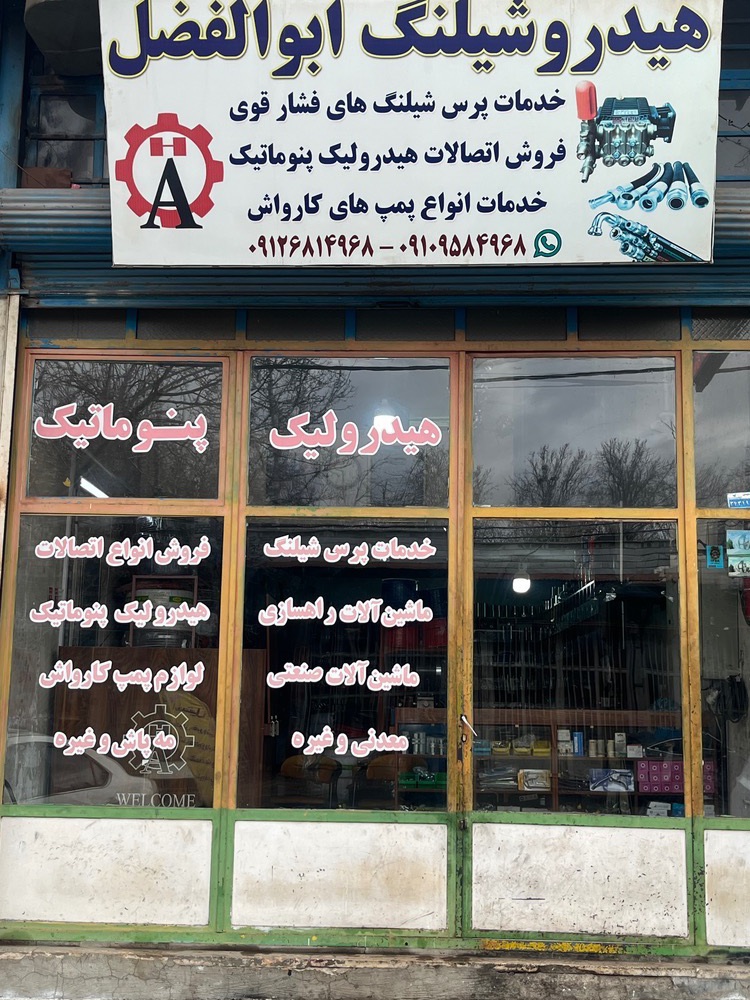 هیدروشیلنگ ابوالفضل
خدمات پرس شیلنگ های فشار قوی
فروش اتصالات هیدرولیک پنوماتیک
خدمات انواع پمپ های کارواش
۰۹۱۲۶۸۱۴۹۶۸ – ۰۹۱۰۹۵۸۴۹۶۸
H
A
هیدرولیک
خدمات پرس شیلنگ
ماشین‌آلات راهسازی
ماشین‌آلات صنعتی
معدنی و غیره
پنوماتیک
فروش انواع اتصالات
هیدرولیک پنوماتیک
لوازم پمپ کارواش
مه پاش و غیره
WELCOME